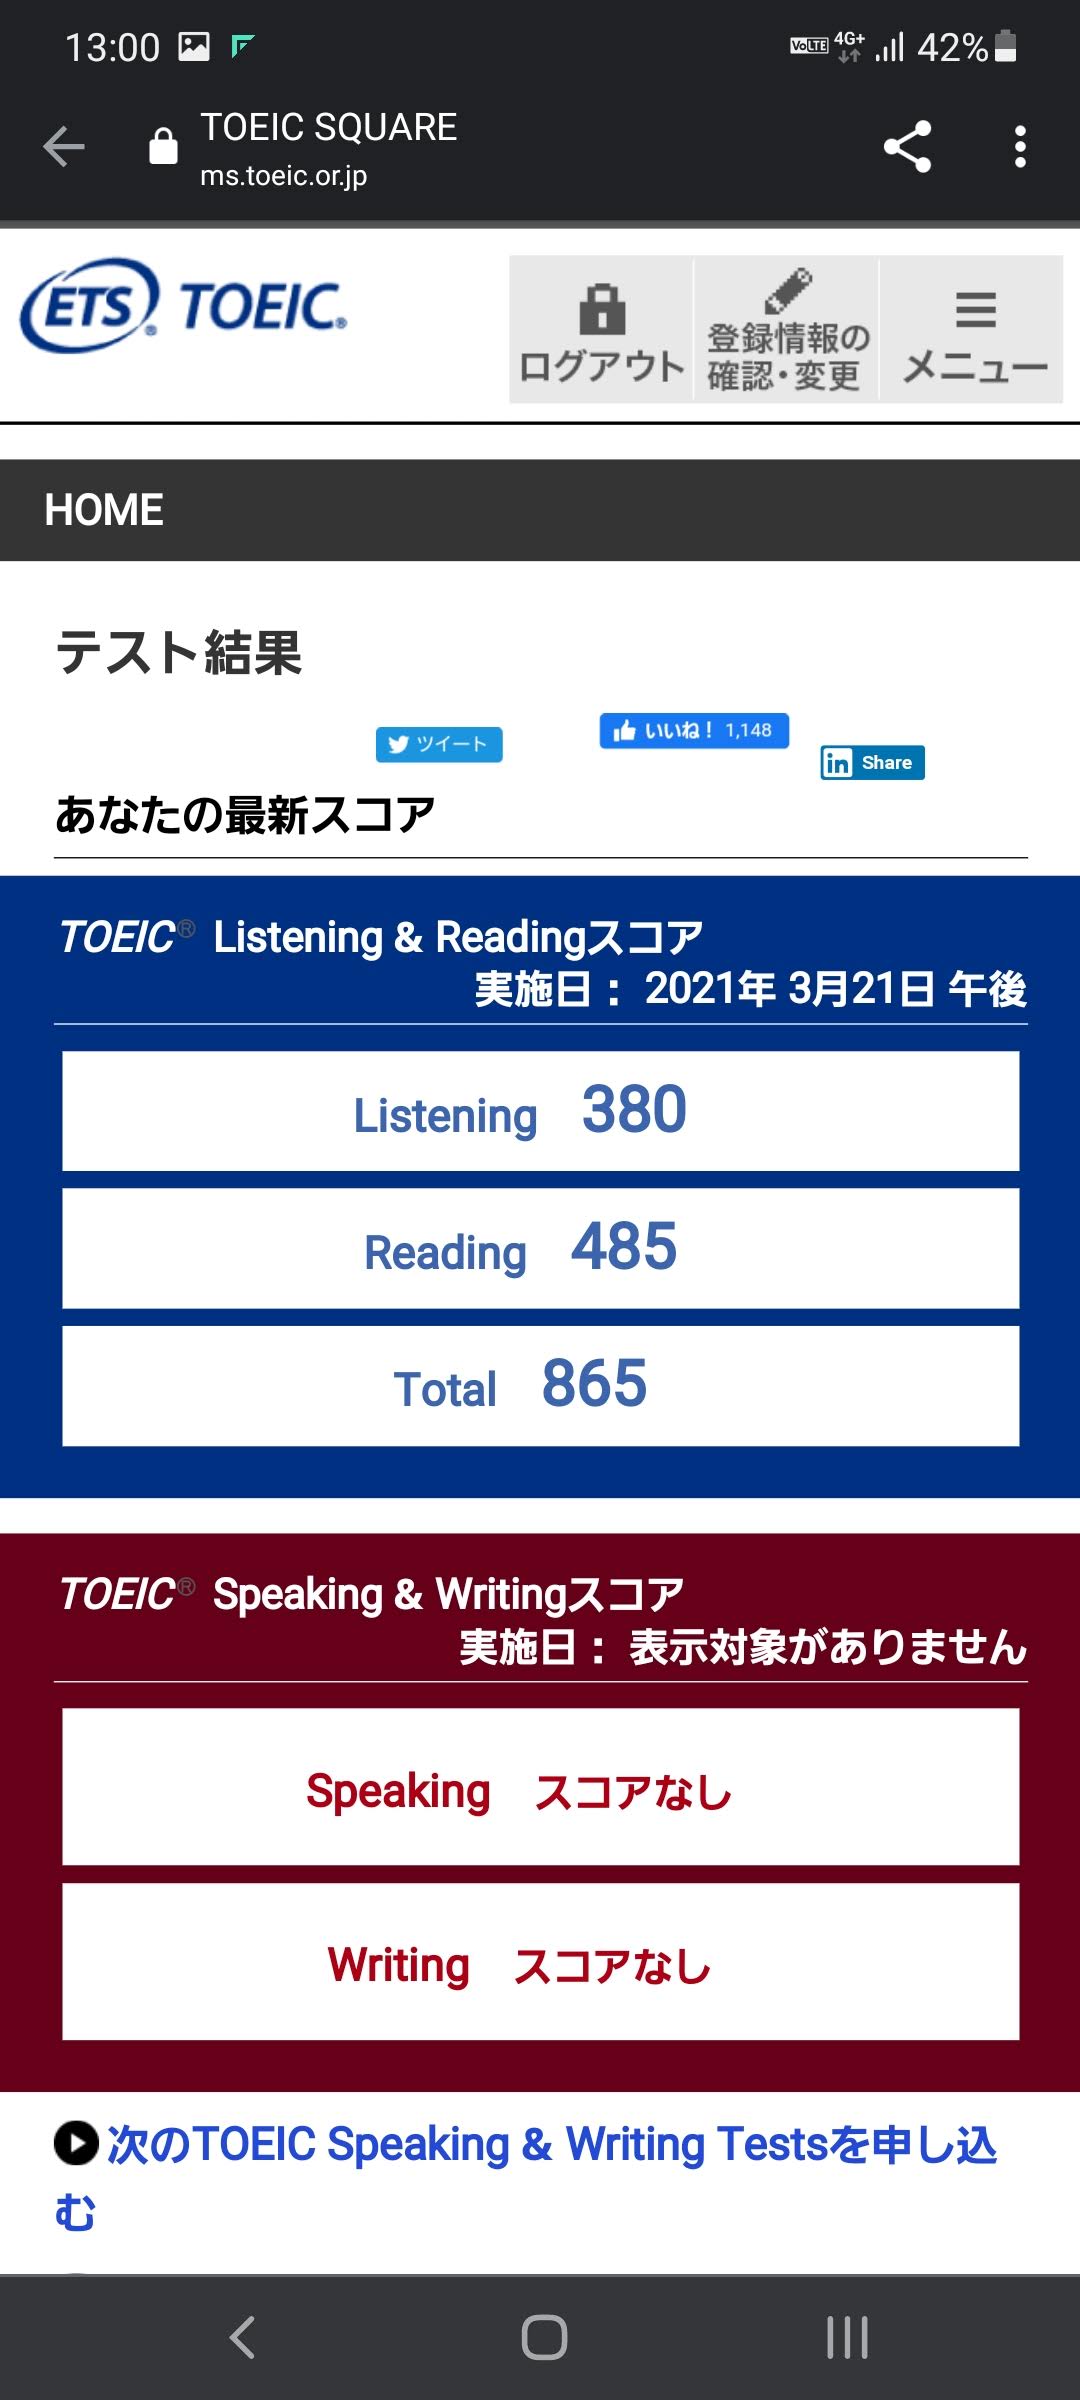 13:00
VoLTE 4G+ 42%
TOEIC SQUARE
ms.toeic.or.jp
ETS® TOEIC®
ログアウト
登録情報の
確認・変更
メニュー
HOME
テスト結果
ツイート
いいね! 1,148
in Share
あなたの最新スコア
TOEIC® Listening & Readingスコア
実施日： 2021年 3月21日 午後
Listening 380
Reading 485
Total 865
TOEIC® Speaking & Writingスコア
実施日： 表示対象がありません
Speaking スコアなし
Writing スコアなし
次のTOEIC Speaking & Writing Testsを申し込
む